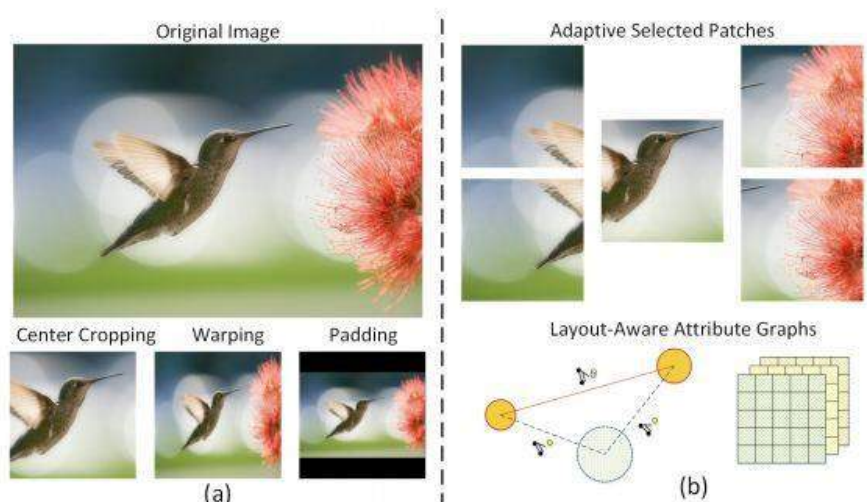 Original Image
Center Cropping
Warping
Padding
(a)
Adaptive Selected Patches
Layout-Aware Attribute Graphs
(b)